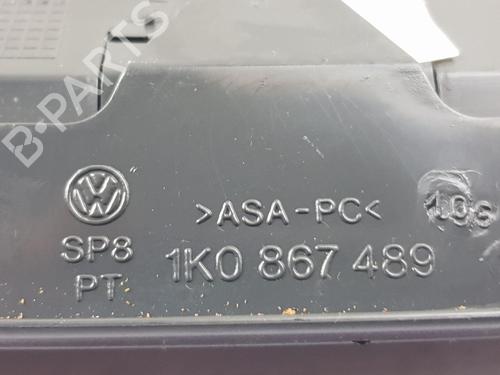 B-PARTS
>ASA-PC<
SP8
1K0 867 489
PT